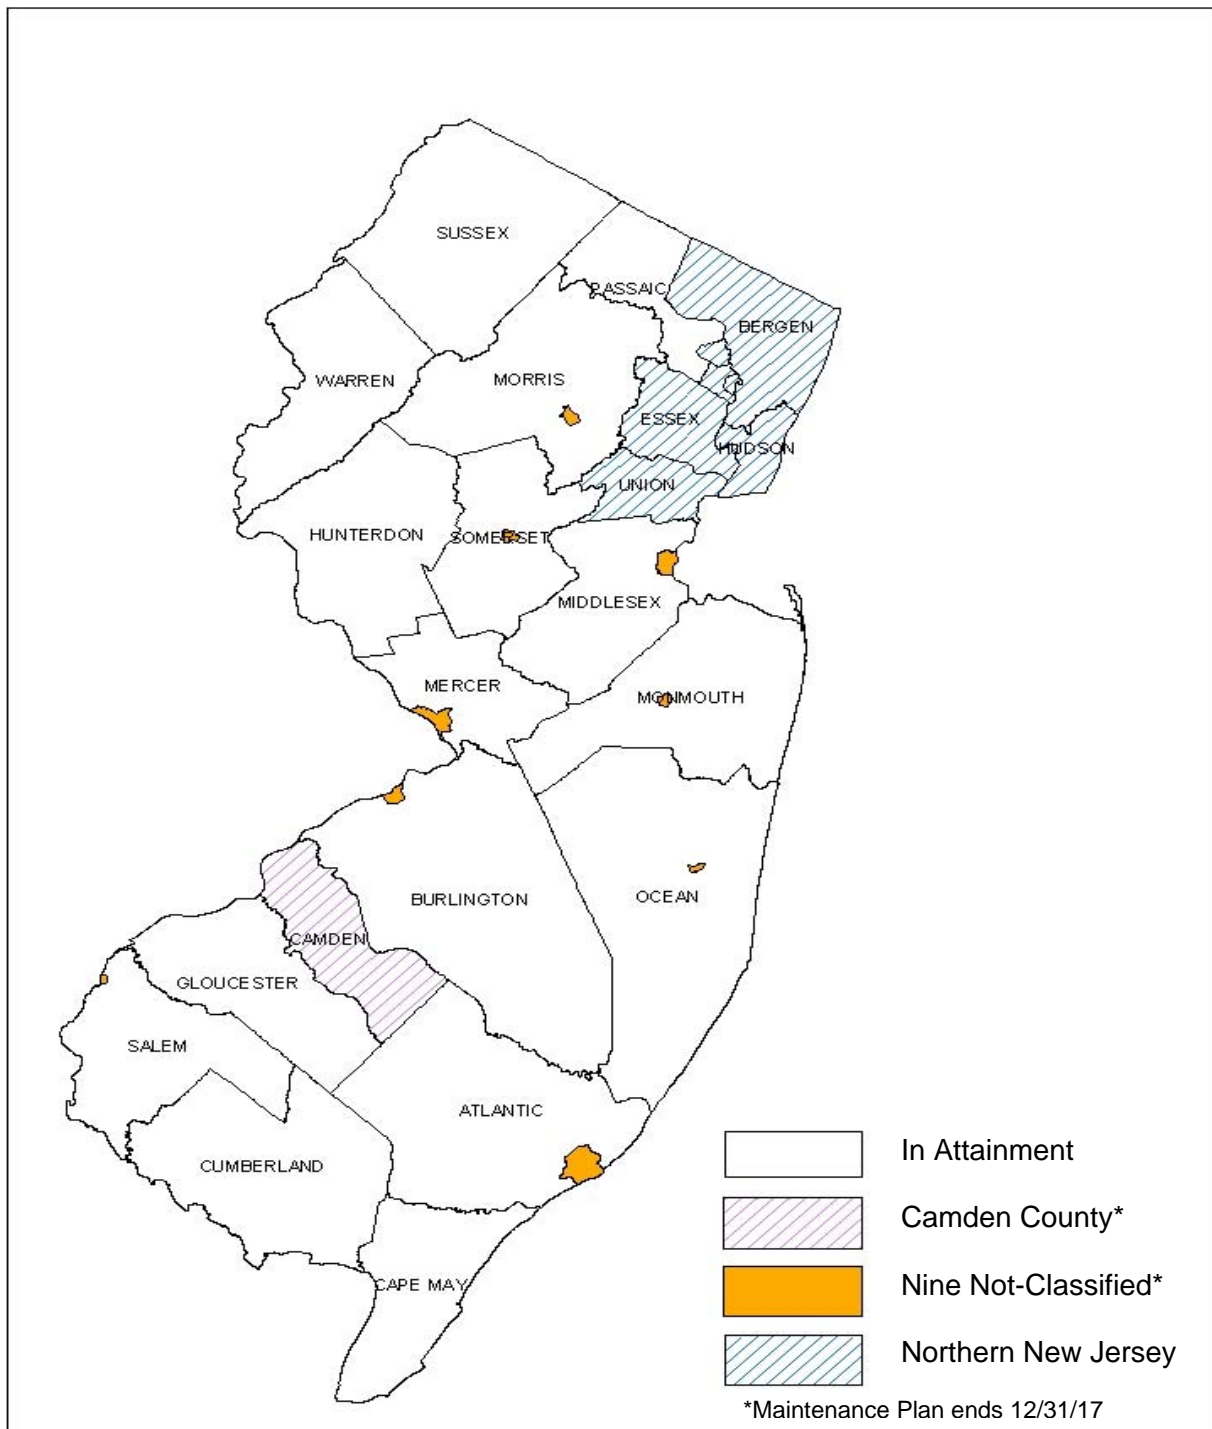 SUSSEX
PASSAIC
BERGEN
WARREN
MORRIS
ESSEX
HUDSON
UNION
HUNTERDON
SOMERSET
MIDDLESEX
MERCER
MONMOUTH
BURLINGTON
OCEAN
CAMDEN
GLOUCESTER
SALEM
ATLANTIC
CUMBERLAND
CAPE MAY
In Attainment
Camden County*
Nine Not-Classified*
Northern New Jersey
*Maintenance Plan ends 12/31/17